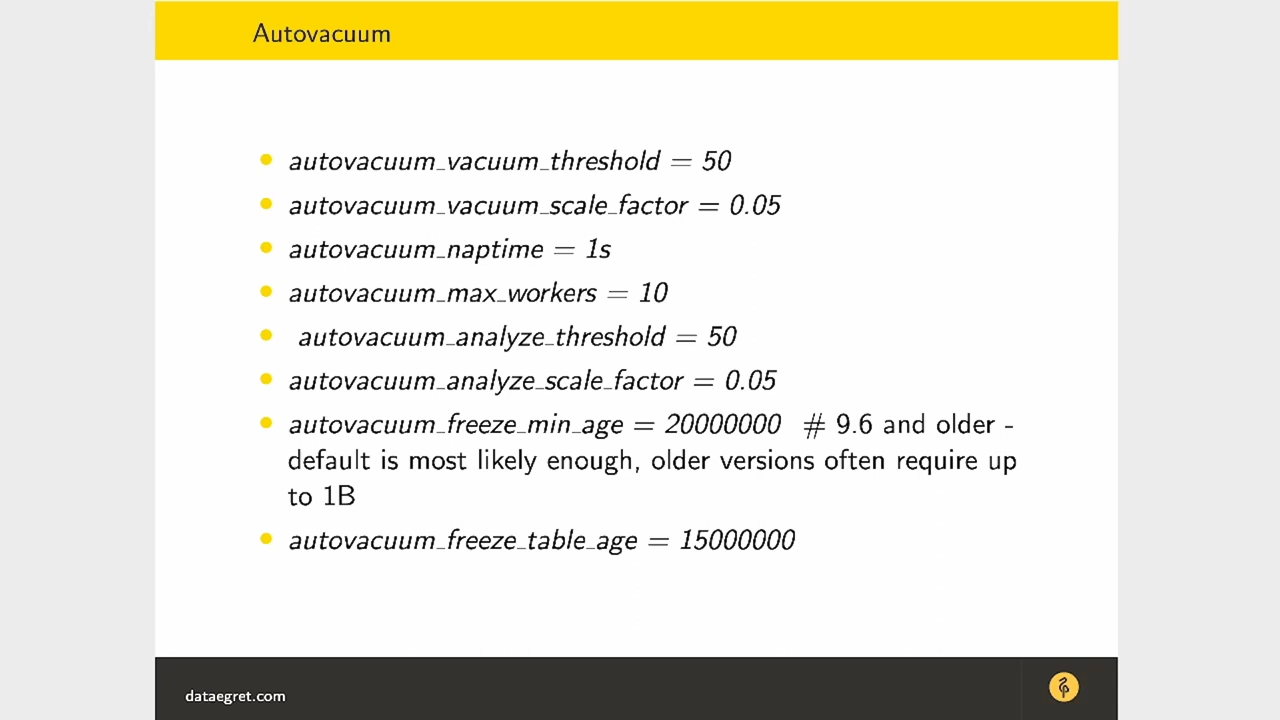 Autovacuum
autovacuum_vacuum_threshold = 50
autovacuum_vacuum_scale_factor = 0.05
autovacuum_naptime = 1s
autovacuum_max_workers = 10
autovacuum_analyze_threshold = 50
autovacuum_analyze_scale_factor = 0.05
autovacuum_freeze_min_age = 20000000 # 9.6 and older -
default is most likely enough, older versions often require up
to 1B
autovacuum_freeze_table_age = 15000000
dataegret.com